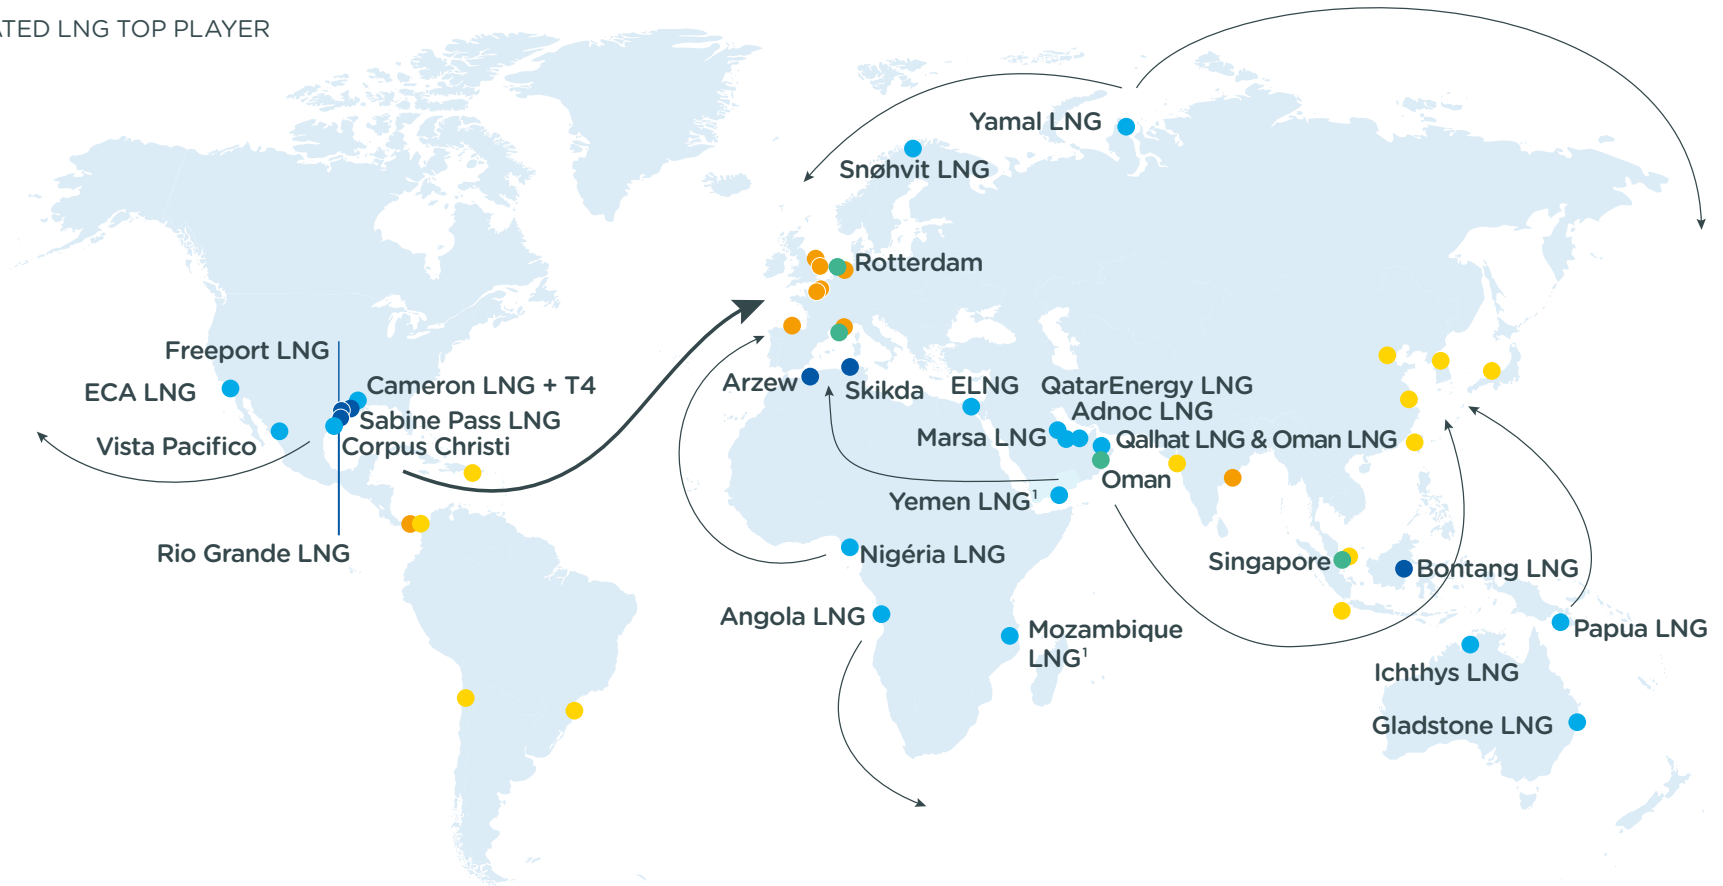 ATED LNG TOP PLAYER
Yamal LNG
Snøhvit LNG
Rotterdam
Freeport LNG
ECA LNG
Cameron LNG + T4
Sabine Pass LNG
Vista Pacifico
Corpus Christi
Rio Grande LNG
Arzew
Skikda
ELNG
QatarEnergy LNG
Adnoc LNG
Marsa LNG
Qalhat LNG & Oman LNG
Oman
Yemen LNG¹
Nigéria LNG
Singapore
Bontang LNG
Angola LNG
Mozambique
LNG¹
Papua LNG
Ichthys LNG
Gladstone LNG